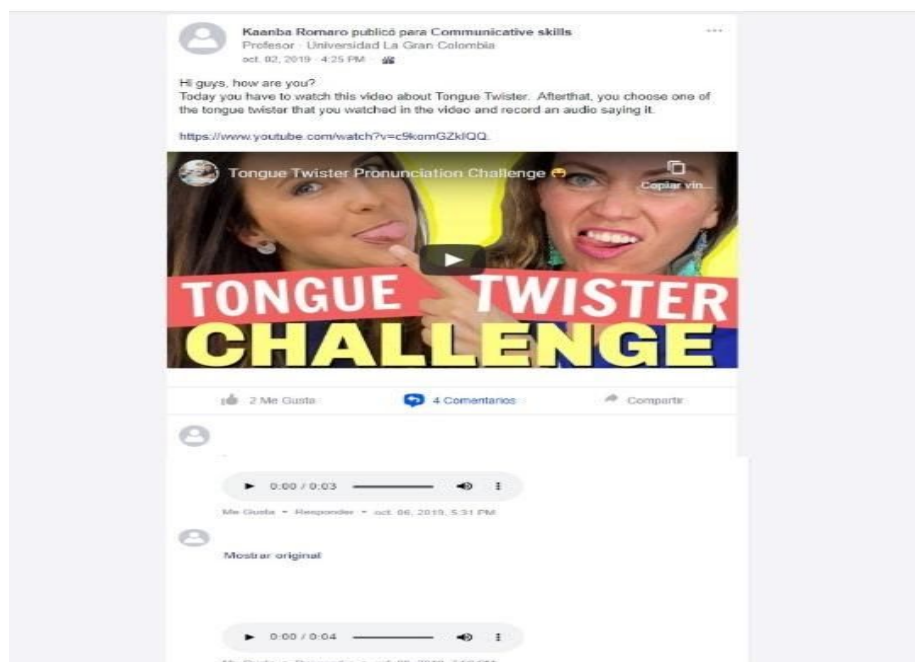 Kaanba Romaro publicó para Communicative skills
Profesor · Universidad La Gran Colombia
oct. 02, 2019 · 4:25 PM
Hi guys, how are you?
Today you have to watch this video about Tongue Twister. Afterthat, you choose one of
the tongue twister that you watched in the video and record an audio saying it.
https://www.youtube.com/watch?v=
Tongue Twister Pronunciation Challenge
Copiar vín...
TONGUE TWISTER
CHALLENGE
2 Me Gusta
4 Comentarios
Compartir
0:00 / 0:03
Me Gusta • Responder • oct. 06, 2019, 5:31 PM
Mostrar original
0:00 / 0:04